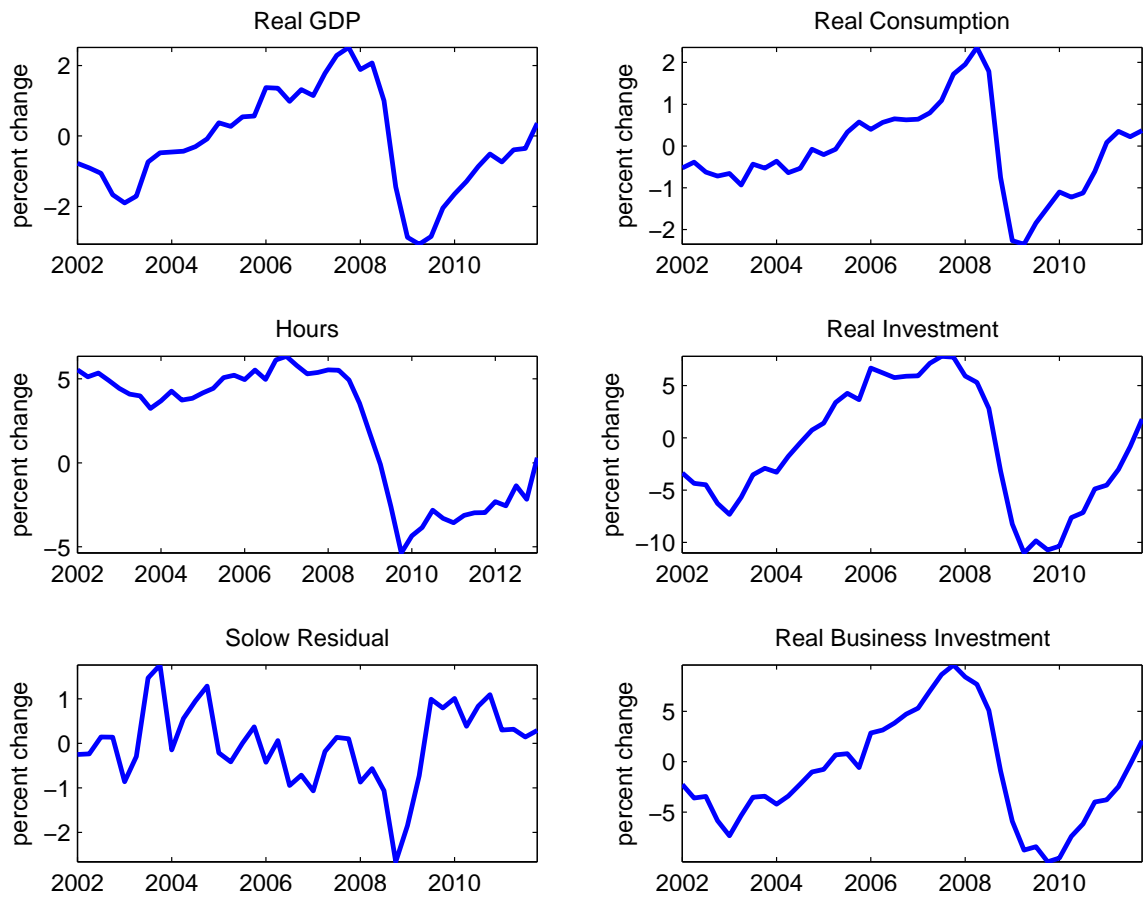 Real GDP
percent change
2
0
−2
2002 2004 2006 2008 2010
Real Consumption
percent change
2
1
0
−1
−2
2002 2004 2006 2008 2010
Hours
percent change
5
0
−5
2002 2004 2006 2008 2010 2012
Real Investment
percent change
5
0
−5
−10
2002 2004 2006 2008 2010
Solow Residual
percent change
1
0
−1
−2
2002 2004 2006 2008 2010
Real Business Investment
percent change
5
0
−5
2002 2004 2006 2008 2010